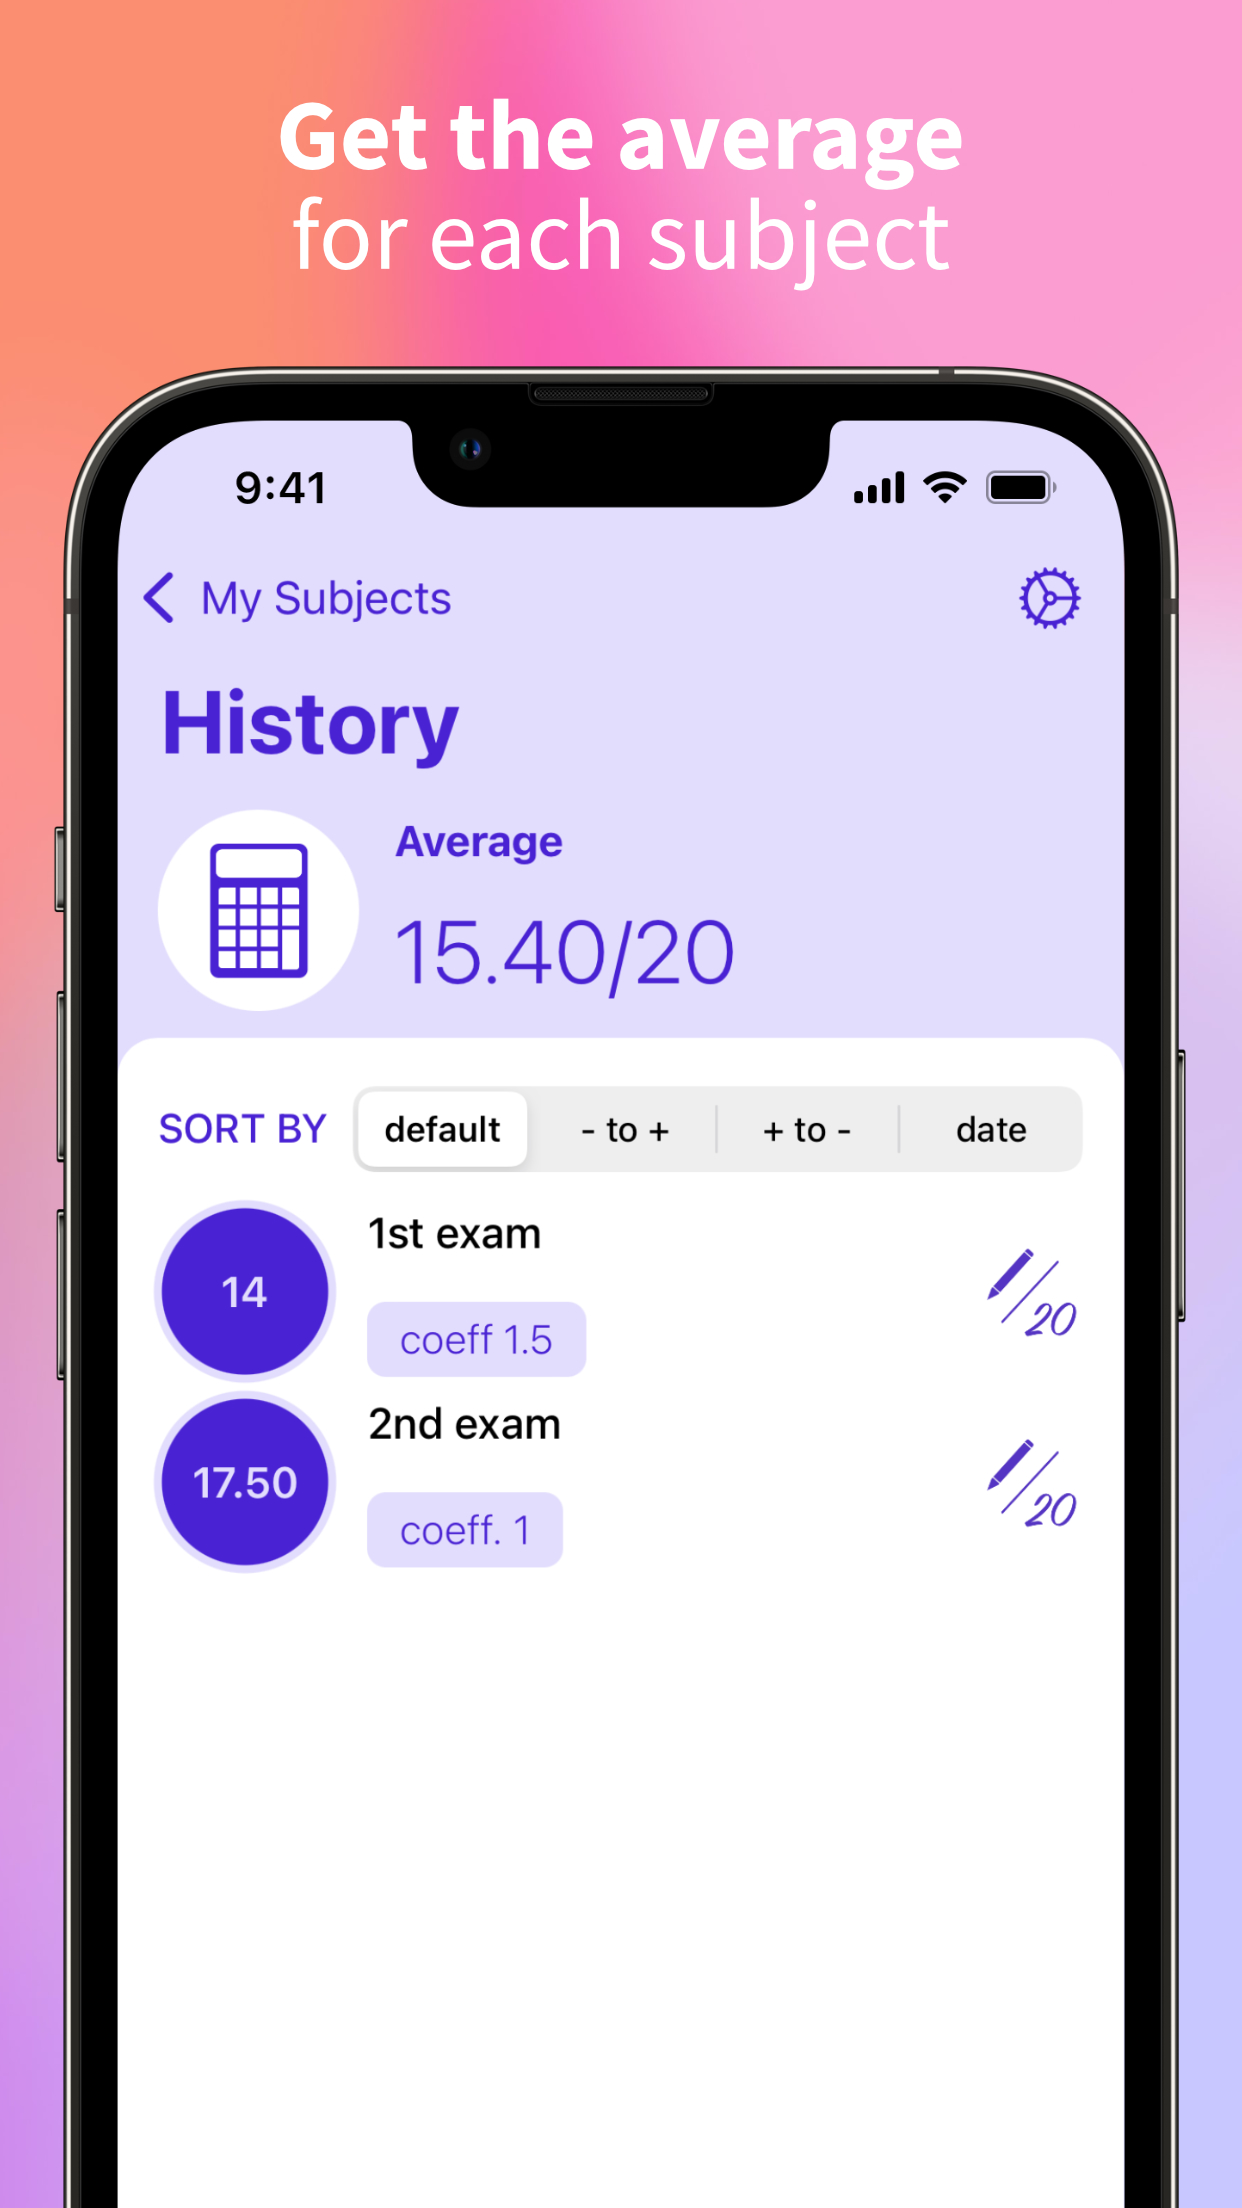 Get the average
for each subject
9:41
My Subjects
History
Average
15.40/20
SORT BY default - to + + to - date
14 1st exam
coeff 1.5
/20
17.50 2nd exam
coeff. 1
/20